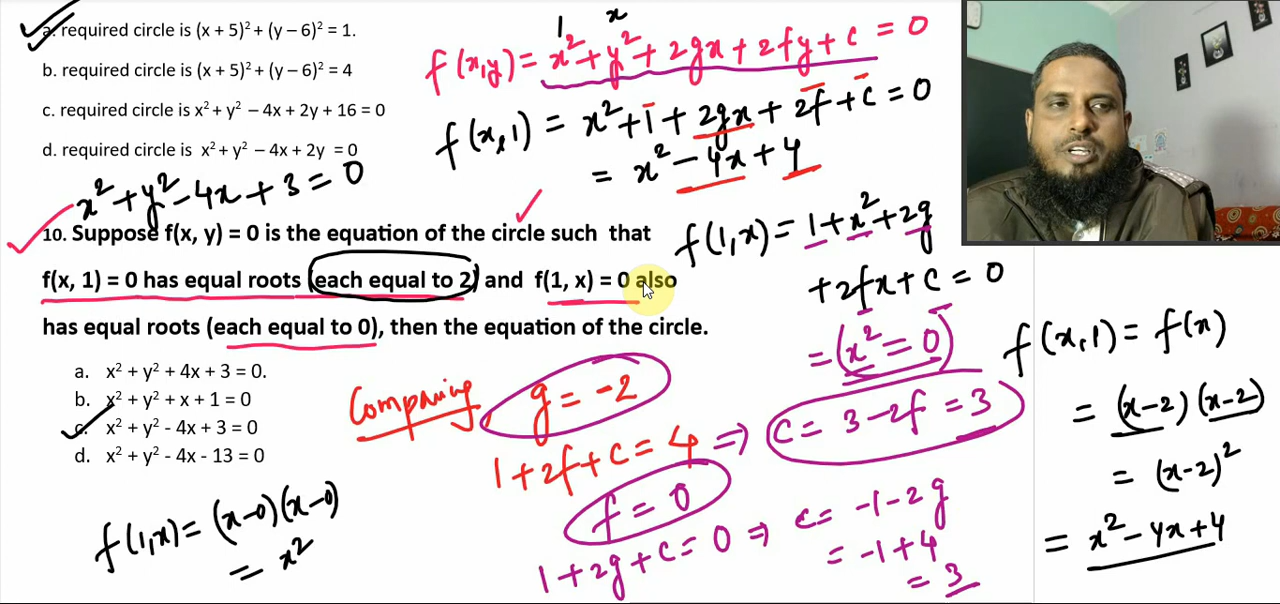 a. required circle is (x + 5)² + (y – 6)² = 1.
b. required circle is (x + 5)² + (y – 6)² = 4
c. required circle is x² + y² – 4x + 2y + 16 = 0
d. required circle is x² + y² – 4x + 2y = 0
1 x
f(x,y) = x² + y² + 2gx + 2fy + c = 0
f(x,1) = x² + 1 + 2gx + 2f + c = 0
= x² - 4x + 4
x² + y² - 4x + 3 = 0
10. Suppose f(x, y) = 0 is the equation of the circle such that
f(x, 1) = 0 has equal roots (each equal to 2) and f(1, x) = 0 also
has equal roots (each equal to 0), then the equation of the circle.
a. x² + y² + 4x + 3 = 0.
b. x² + y² + x + 1 = 0
c. x² + y² - 4x + 3 = 0
d. x² + y² - 4x - 13 = 0
f(1,x) = 1 + x² + 2g
+ 2fx + c = 0
= (x² = 0)
Comparing
g = -2
1 + 2f + c = 4 ⇒ c = 3 - 2f = 3
f = 0
1 + 2g + c = 0 ⇒ c = -1 - 2g
= -1 + 4
= 3
f(1,x) = (x-0)(x-0)
= x²
f(x,1) = f(x)
= (x-2)(x-2)
= (x-2)²
= x² - 4x + 4